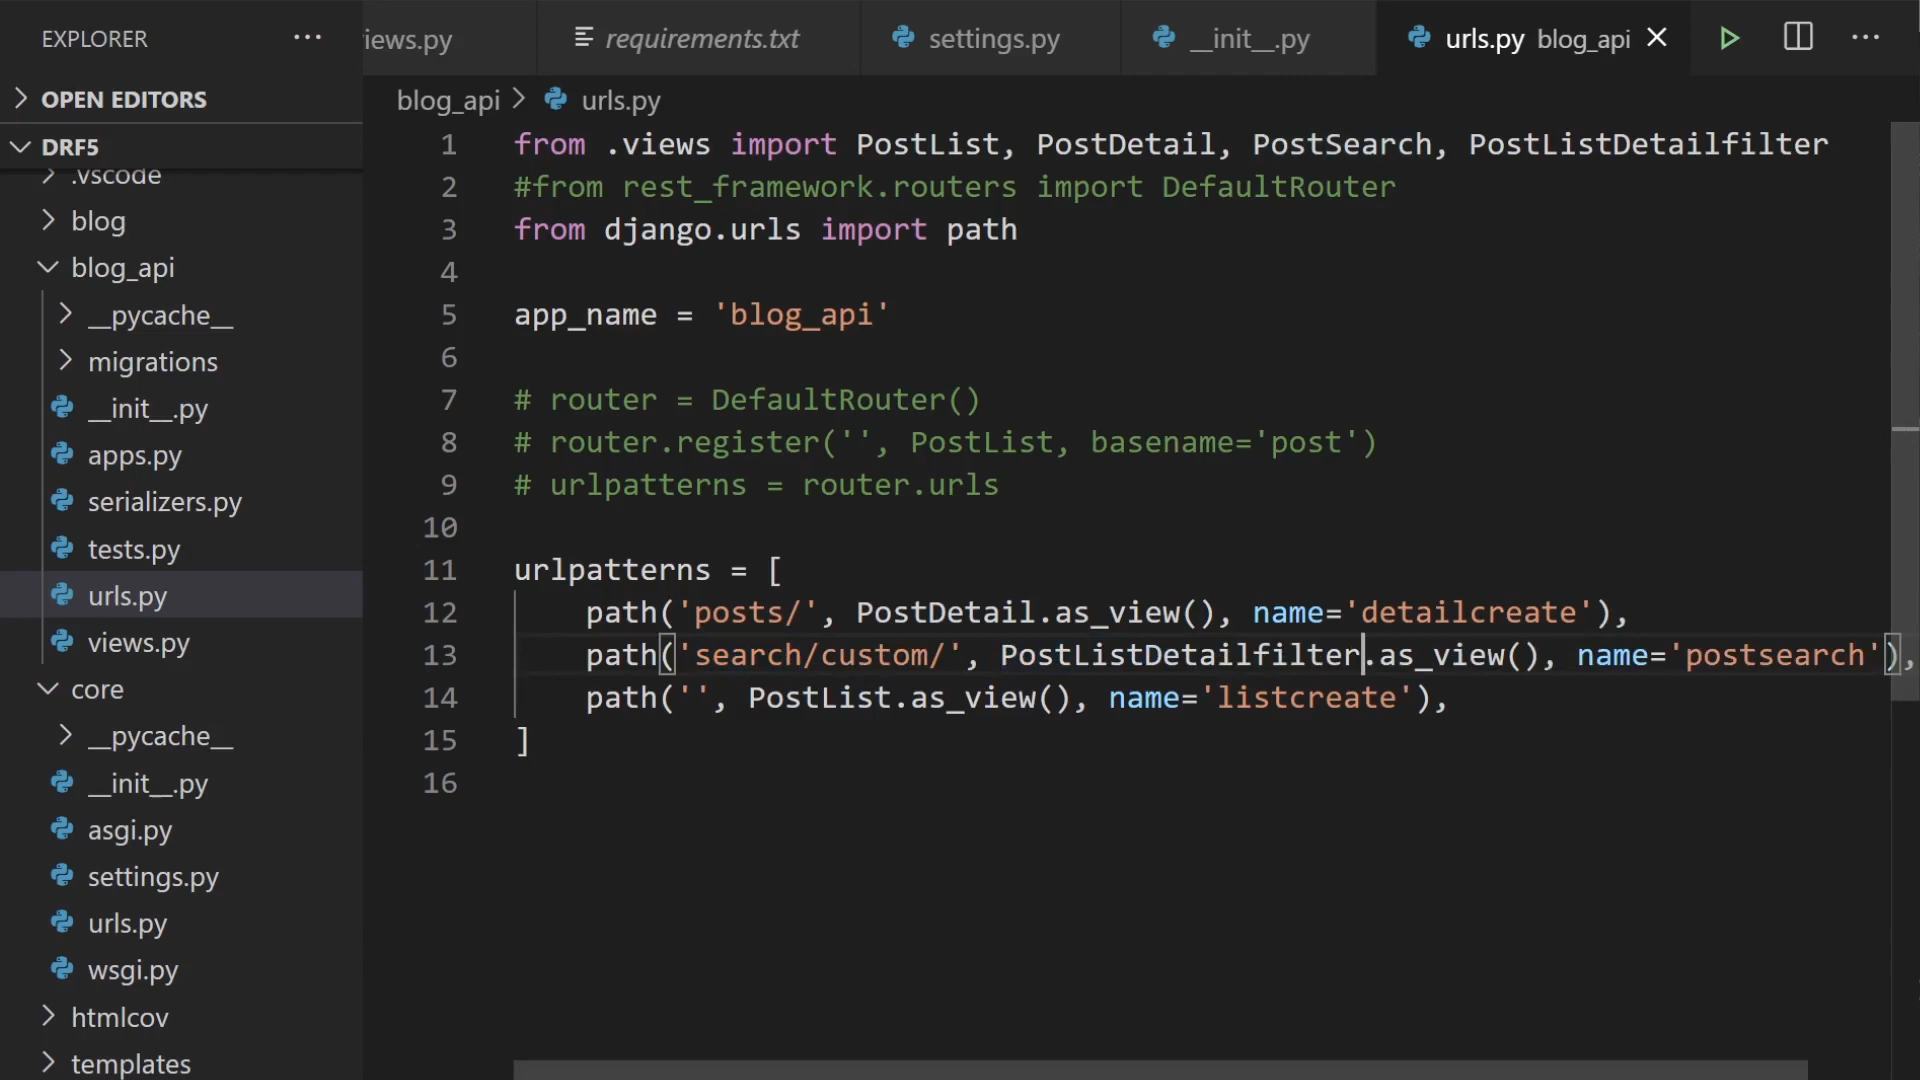 EXPLORER ···
iews.py
requirements.txt
settings.py
__init__.py
urls.py blog_api
···
OPEN EDITORS
DRF5
.vscode
blog
blog_api
__pycache__
migrations
__init__.py
apps.py
serializers.py
tests.py
urls.py
views.py
core
__pycache__
__init__.py
asgi.py
settings.py
urls.py
wsgi.py
htmlcov
templates
blog_api > urls.py
1 from .views import PostList, PostDetail, PostSearch, PostListDetailfilter
2 #from rest_framework.routers import DefaultRouter
3 from django.urls import path
4
5 app_name = 'blog_api'
6
7 # router = DefaultRouter()
8 # router.register('', PostList, basename='post')
9 # urlpatterns = router.urls
10
11 urlpatterns = [
12     path('posts/', PostDetail.as_view(), name='detailcreate'),
13     path('search/custom/', PostListDetailfilter.as_view(), name='postsearch'),
14     path('', PostList.as_view(), name='listcreate'),
15 ]
16